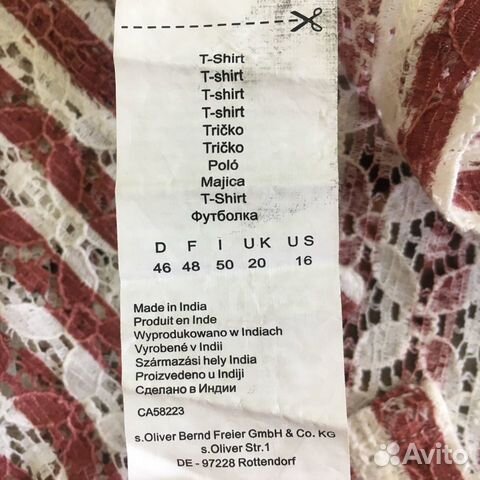 T-Shirt
T-shirt
T-shirt
T-shirt
Tričko
Tričko
Poló
Majica
T-Shirt
Футболка
D F I UK US
46 48 50 20 16
Made in India
Produit en Inde
Wyprodukowano w Indiach
Vyrobené v Indii
Származási hely India
Proizvedeno u Indiji
Сделано в Индии
CA58223
s.Oliver Bernd Freier GmbH & Co. KG
s.Oliver Str.1
DE - 97228 Rottendorf
Avito